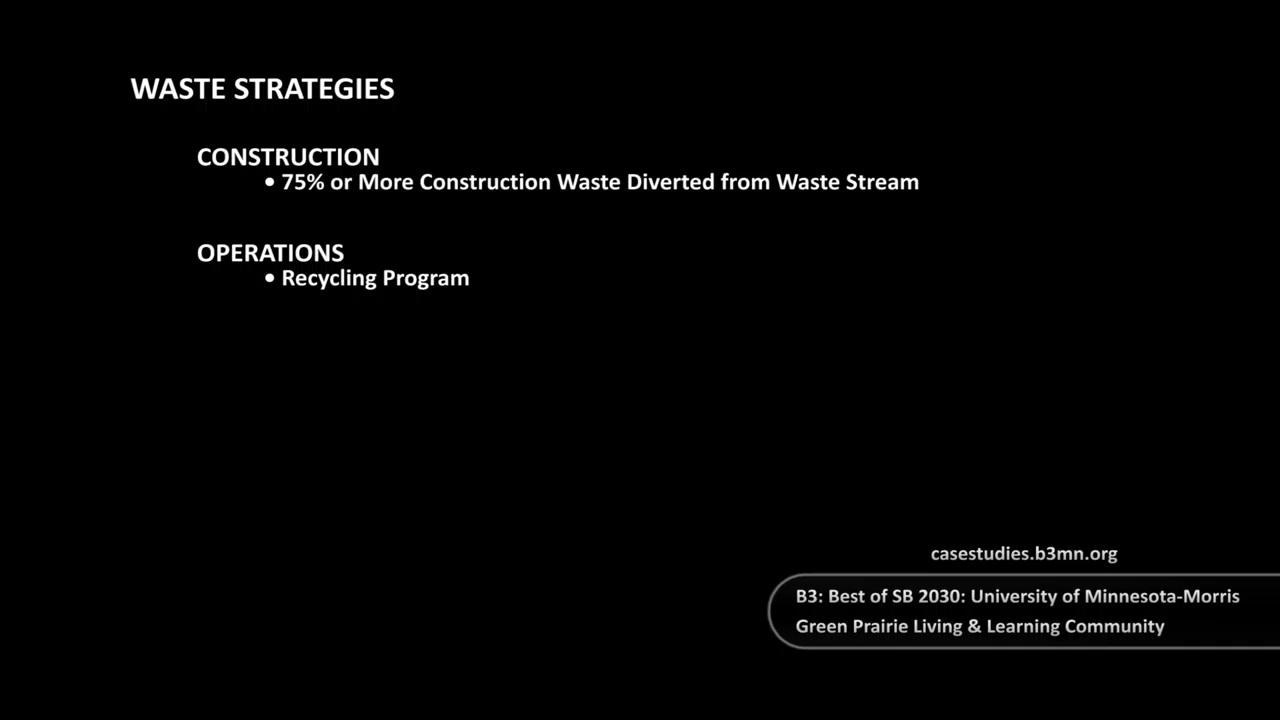 WASTE STRATEGIES
CONSTRUCTION
• 75% or More Construction Waste Diverted from Waste Stream
OPERATIONS
• Recycling Program
casestudies.b3mn.org
B3: Best of SB 2030: University of Minnesota-Morris
Green Prairie Living & Learning Community